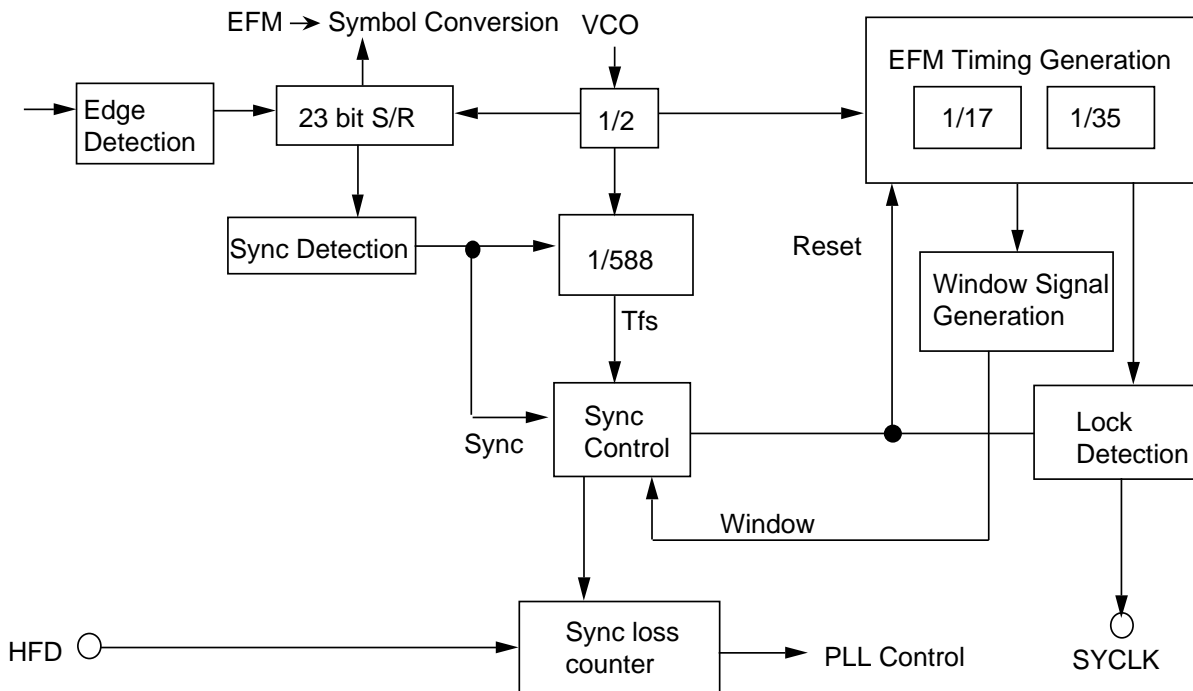 EFM → Symbol Conversion
VCO
EFM Timing Generation
Edge
Detection
23 bit S/R
1/2
1/17
1/35
Sync Detection
1/588
Reset
Window Signal
Generation
Tfs
Sync
Sync
Control
Lock
Detection
Window
HFD
Sync loss
counter
PLL Control
SYCLK